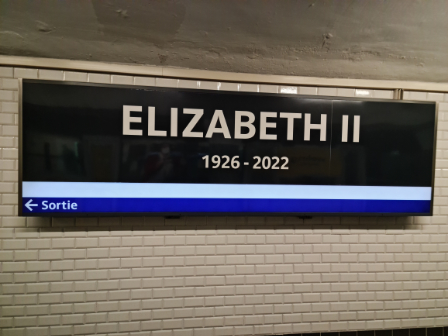 ELIZABETH II
1926 - 2022
← Sortie